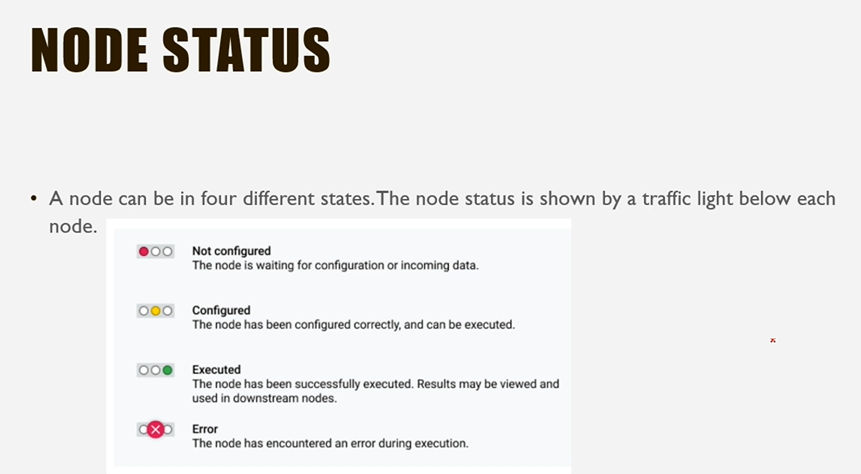 NODE STATUS
• A node can be in four different states.The node status is shown by a traffic light below each
node.
Not configured
The node is waiting for configuration or incoming data.
Configured
The node has been configured correctly, and can be executed.
Executed
The node has been successfully executed. Results may be viewed and
used in downstream nodes.
Error
The node has encountered an error during execution.